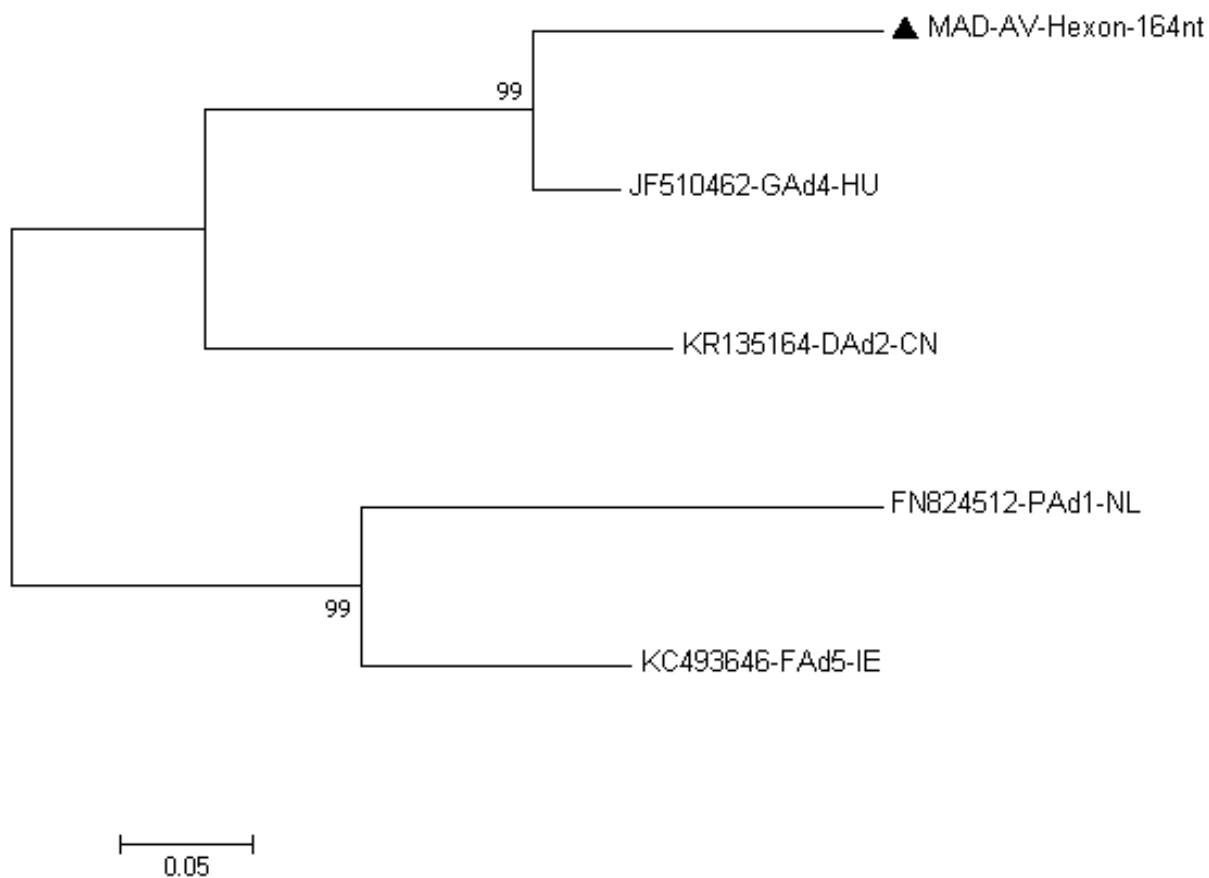 MAD-AV-Hexon-164nt
99
JF510462-GAd4-HU
KR135164-DAd2-CN
FN824512-PAd1-NL
99
KC493646-FAd5-IE
0.05